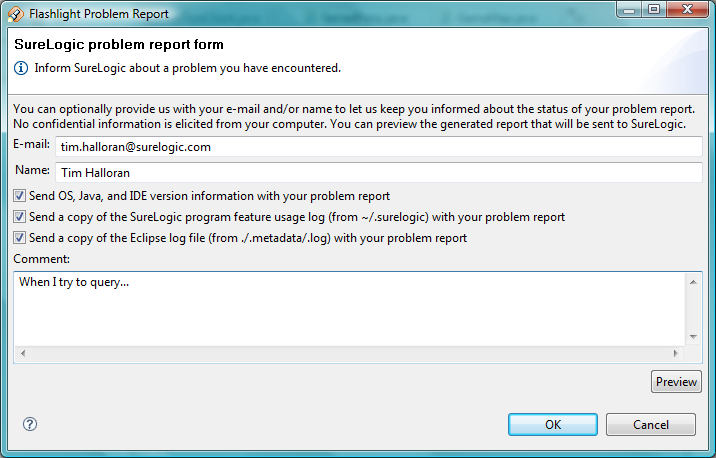 Flashlight Problem Report
SureLogic problem report form
Inform SureLogic about a problem you have encountered.
You can optionally provide us with your e-mail and/or name to let us keep you informed about the status of your problem report.
No confidential information is elicited from your computer. You can preview the generated report that will be sent to SureLogic.
E-mail: tim.halloran@surelogic.com
Name: Tim Halloran
Send OS, Java, and IDE version information with your problem report
Send a copy of the SureLogic program feature usage log (from ~/.surelogic) with your problem report
Send a copy of the Eclipse log file (from ./.metadata/.log) with your problem report
Comment:
When I try to query...
Preview
? OK Cancel